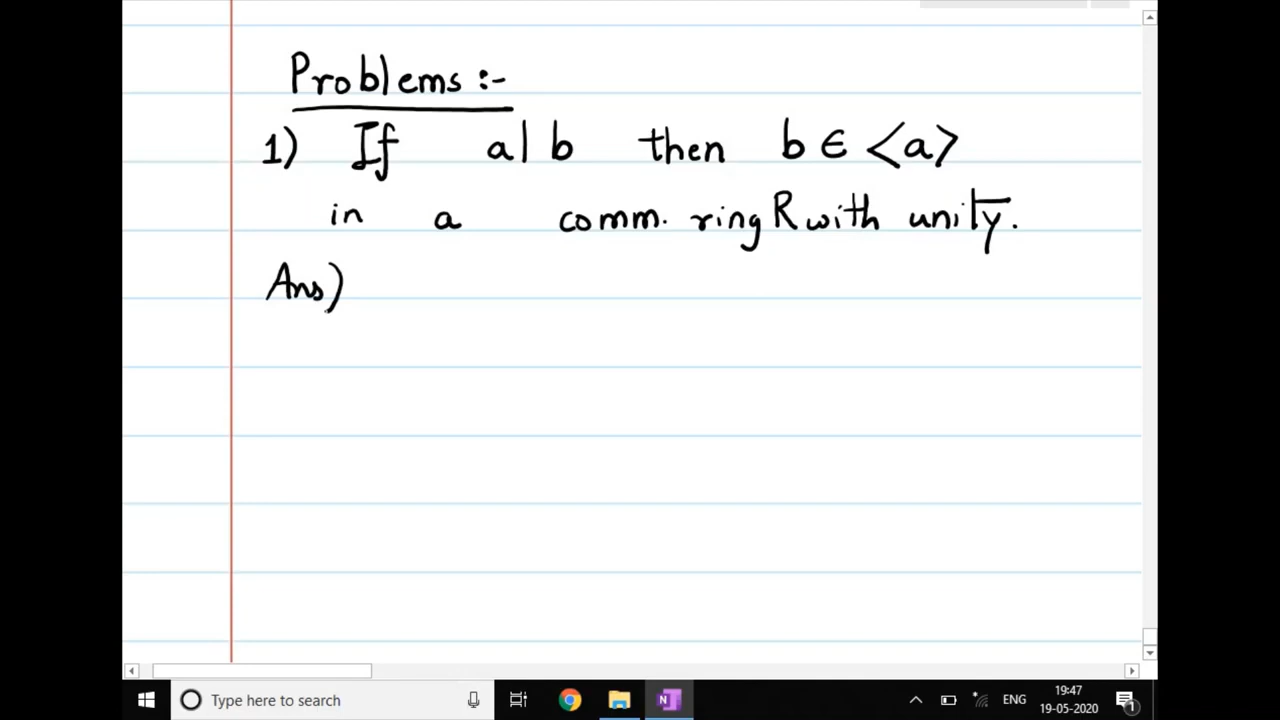 Problems :-
1) If a | b then b ∈ <a>
in a comm. ring R with unity.
Ans)
Type here to search
ENG
19:47
19-05-2020
1